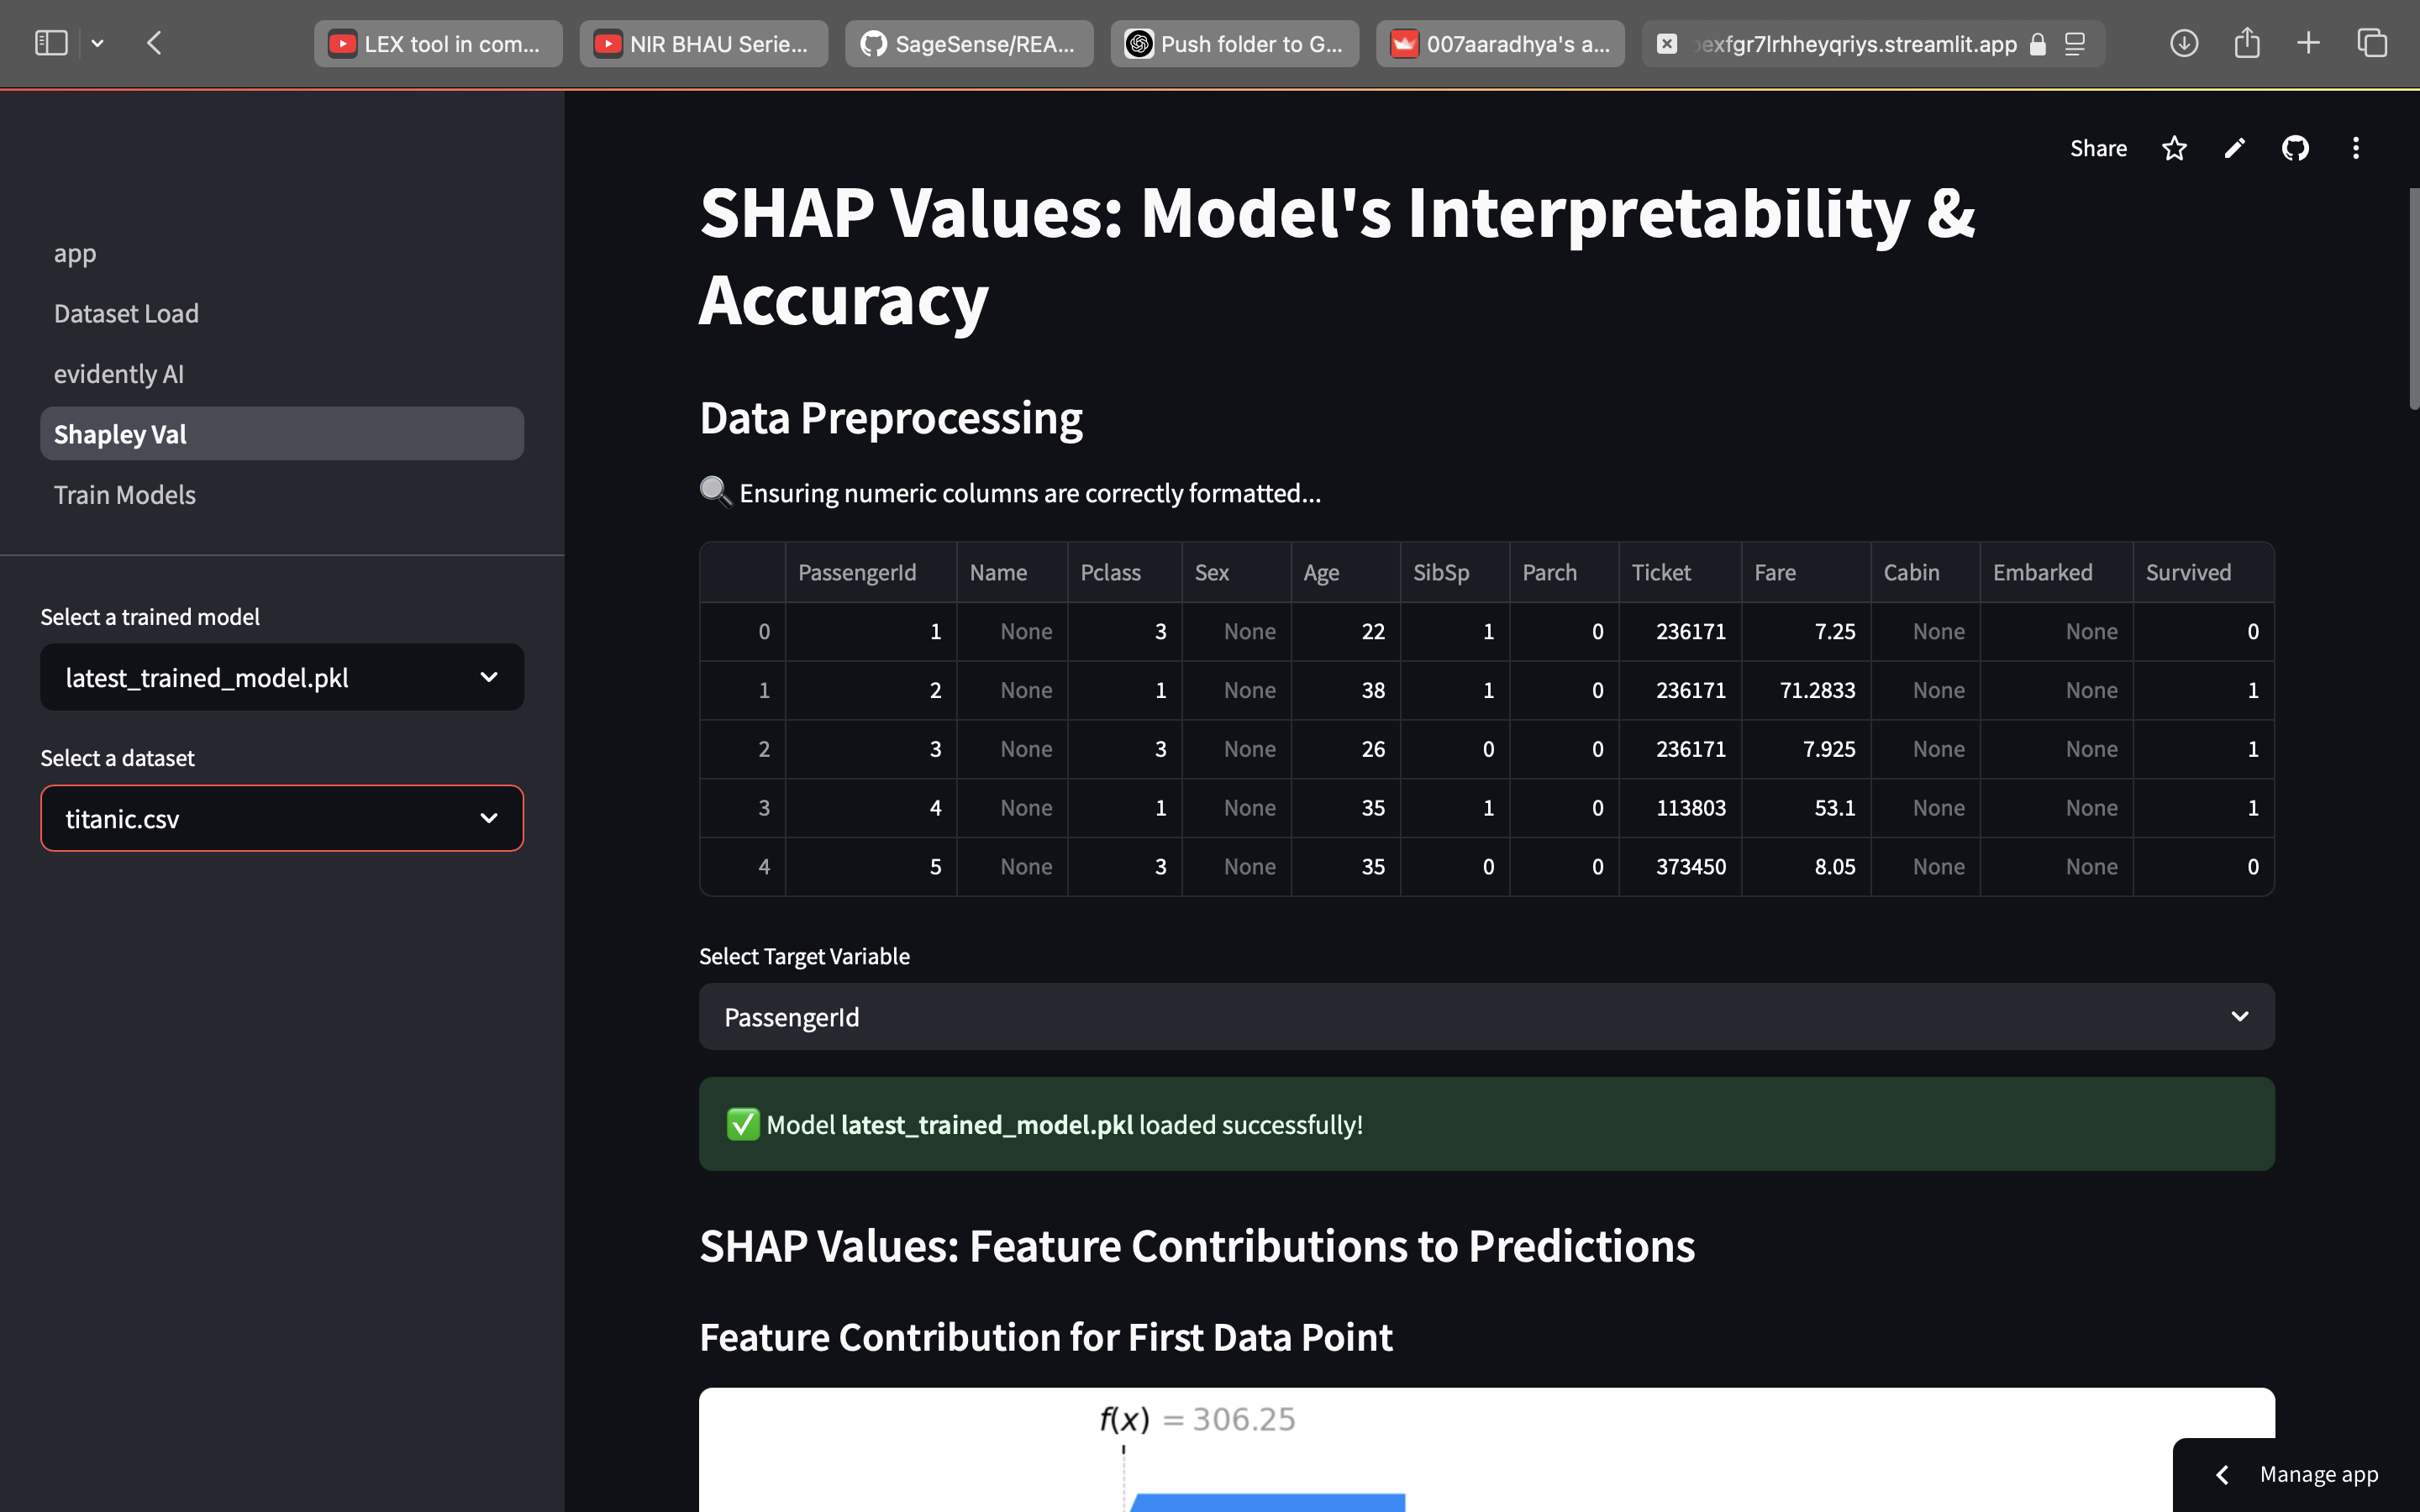 LEX tool in com...
NIR BHAU Serie...
SageSense/REA...
Push folder to G...
007aaradhya's a...
exfgr7lrhheyqriys.streamlit.app
Share
app
Dataset Load
evidently AI
Shapley Val
Train Models
Select a trained model
latest_trained_model.pkl
Select a dataset
titanic.csv
SHAP Values: Model's Interpretability &
Accuracy
Data Preprocessing
Ensuring numeric columns are correctly formatted...
PassengerId Name Pclass Sex Age SibSp Parch Ticket Fare Cabin Embarked Survived
0 1 None 3 None 22 1 0 236171 7.25 None None 0
1 2 None 1 None 38 1 0 236171 71.2833 None None 1
2 3 None 3 None 26 0 0 236171 7.925 None None 1
3 4 None 1 None 35 1 0 113803 53.1 None None 1
4 5 None 3 None 35 0 0 373450 8.05 None None 0
Select Target Variable
PassengerId
✅ Model latest_trained_model.pkl loaded successfully!
SHAP Values: Feature Contributions to Predictions
Feature Contribution for First Data Point
f(x) = 306.25
Manage app